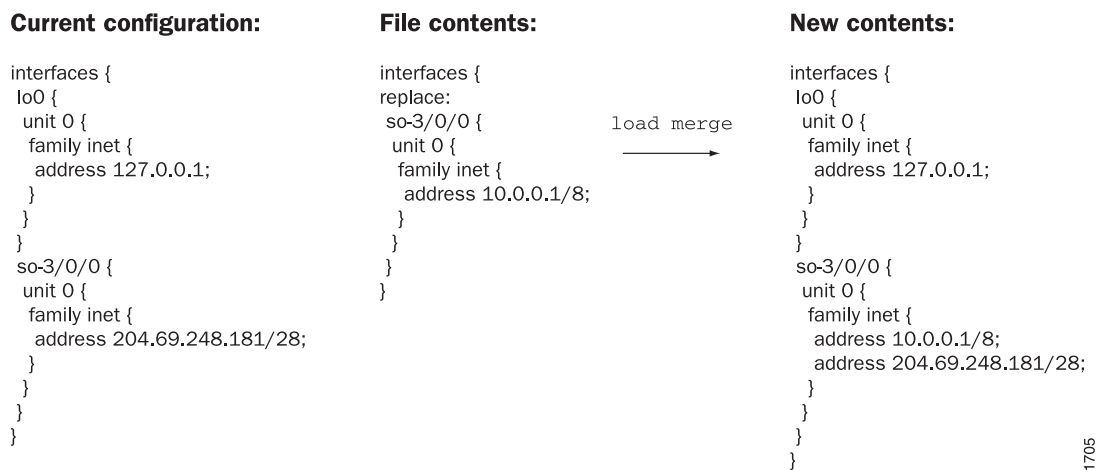 Current configuration:
interfaces {
lo0 {
unit 0 {
family inet {
address 127.0.0.1;
}
}
}
so-3/0/0 {
unit 0 {
family inet {
address 204.69.248.181/28;
}
}
}
}
File contents:
interfaces {
replace:
so-3/0/0 {
unit 0 {
family inet {
address 10.0.0.1/8;
}
}
}
}
load merge
New contents:
interfaces {
lo0 {
unit 0 {
family inet {
address 127.0.0.1;
}
}
}
so-3/0/0 {
unit 0 {
family inet {
address 10.0.0.1/8;
address 204.69.248.181/28;
}
}
}
}
1705